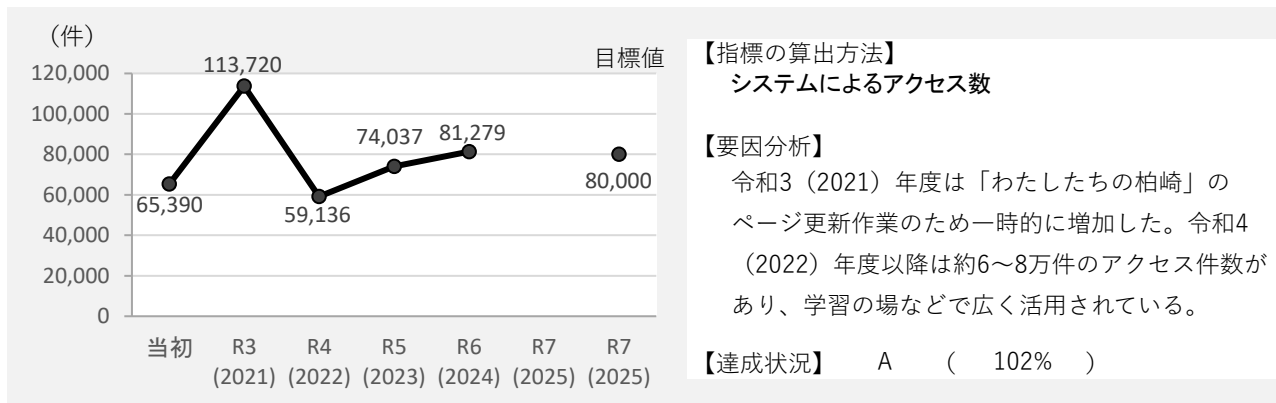 （件）
目標値
120,000
100,000
80,000
60,000
40,000
20,000
0
65,390
113,720
59,136
74,037
81,279
80,000
当初 R3 R4 R5 R6 R7 R7
(2021) (2022) (2023) (2024) (2025) (2025)
【指標の算出方法】
システムによるアクセス数
【要因分析】
令和3（2021）年度は「わたしたちの柏崎」の
ページ更新作業のため一時的に増加した。令和4
（2022）年度以降は約6～8万件のアクセス件数が
あり、学習の場などで広く活用されている。
【達成状況】 A ( 102% )